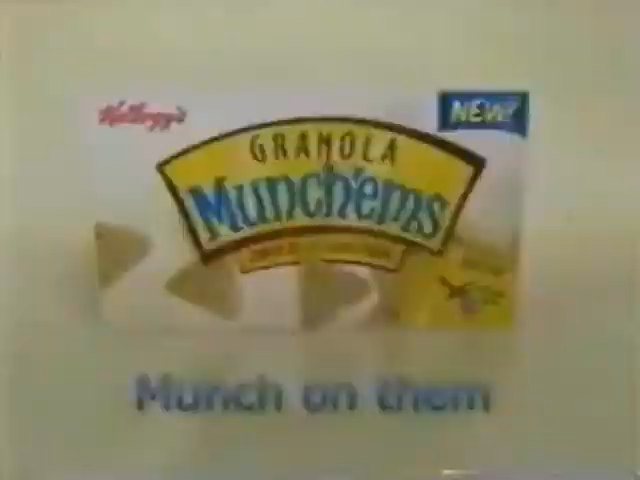 Kellogg's
NEW!
GRANOLA
Munch'ems
Munch on them